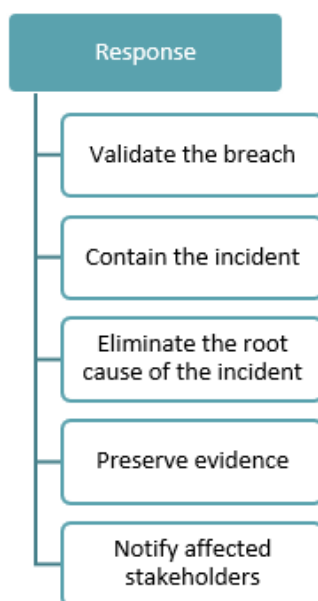 Response
Validate the breach
Contain the incident
Eliminate the root
cause of the incident
Preserve evidence
Notify affected
stakeholders